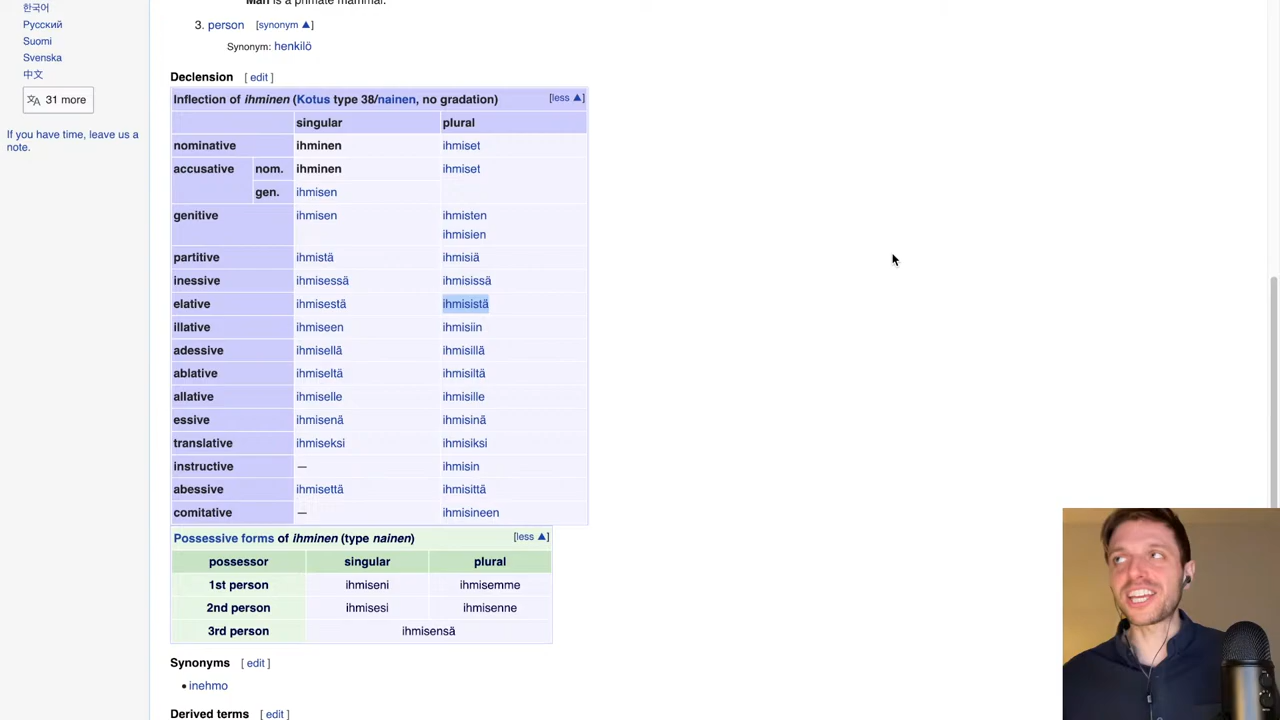 한국어
Русский
Suomi
Svenska
中文
31 more
If you have time, leave us a
note.
Man is a primate mammal.
3. person [synonym ▲]
Synonym: henkilö
Declension [ edit ]
Inflection of ihminen (Kotus type 38/nainen, no gradation) [less ▲]
singular plural
nominative ihminen ihmiset
accusative nom. ihminen ihmiset
gen. ihmisen
genitive ihmisen ihmisten
ihmisien
partitive ihmistä ihmisiä
inessive ihmisessä ihmisissä
elative ihmisestä ihmisistä
illative ihmiseen ihmisiin
adessive ihmisellä ihmisillä
ablative ihmiseltä ihmisiltä
allative ihmiselle ihmisille
essive ihmisenä ihmisinä
translative ihmiseksi ihmisiksi
instructive — ihmisin
abessive ihmisettä ihmisittä
comitative — ihmisineen
Possessive forms of ihminen (type nainen) [less ▲]
possessor singular plural
1st person ihmiseni ihmisemme
2nd person ihmisesi ihmisenne
3rd person ihmisensä
Synonyms [ edit ]
• inehmo
Derived terms [ edit ]